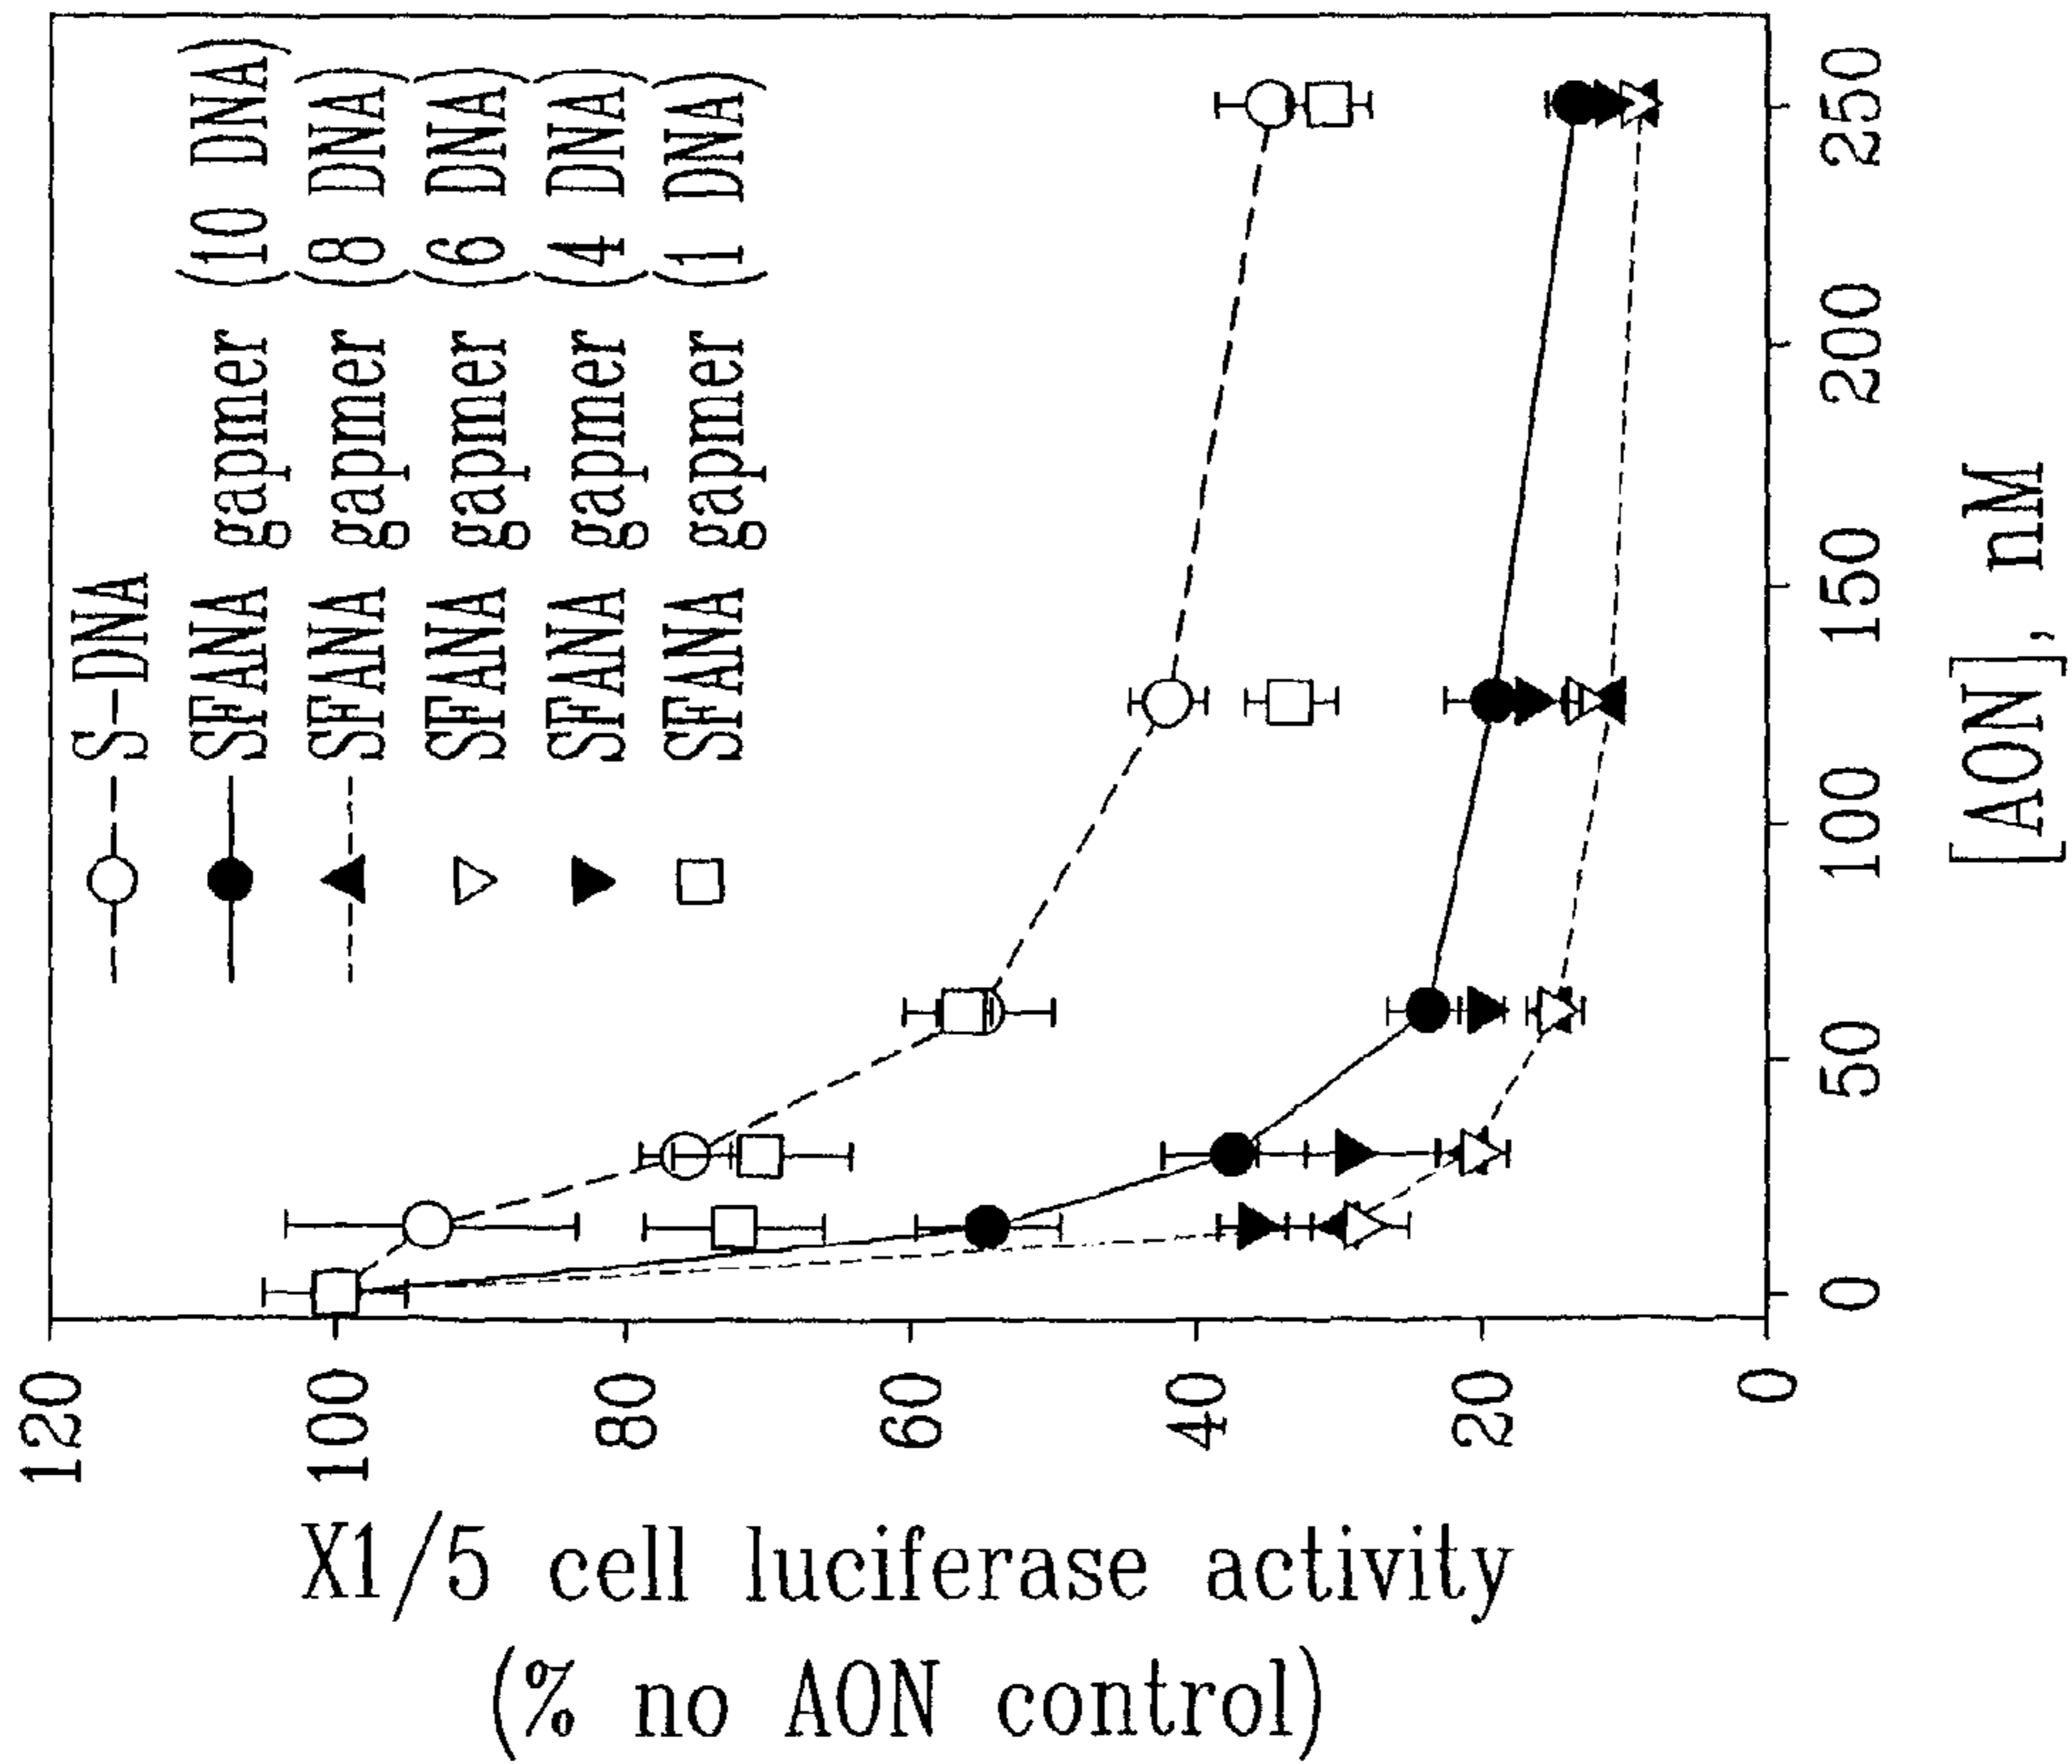 S-DNA
SFANA gapmer (10 DNA)
SFANA gapmer (8 DNA)
SFANA gapmer (6 DNA)
SFANA gapmer (4 DNA)
SFANA gapmer (1 DNA)
120
100
80
60
40
20
0
X1/5 cell luciferase activity
(% no AON control)
0 50 100 150 200 250
[AON], nM